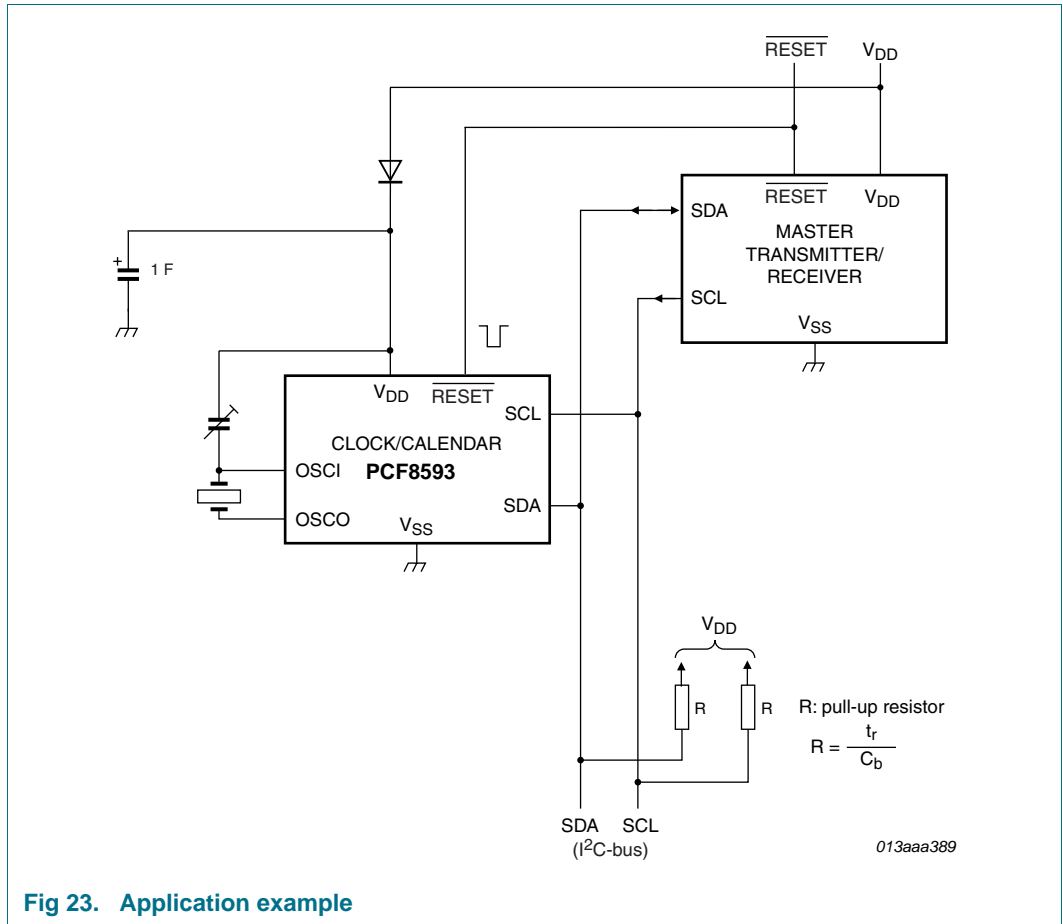 RESET VDD
RESET VDD
SDA
MASTER
TRANSMITTER/
RECEIVER
SCL
VSS
+ 1 F
VDD RESET
SCL
CLOCK/CALENDAR
OSCI PCF8593
SDA
OSCO
VSS
VDD
R R
R: pull-up resistor
R = tr / Cb
SDA SCL
(I²C-bus)
013aaa389
Fig 23. Application example